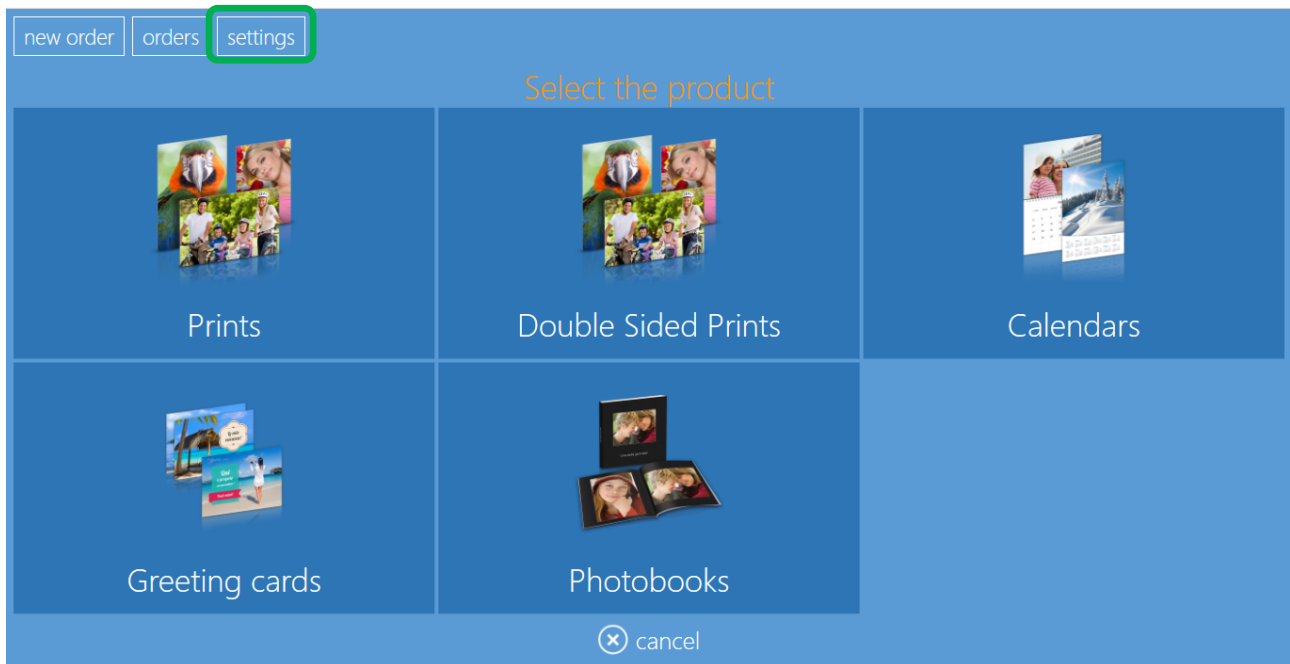 new order orders settings
Select the product
Prints Double Sided Prints Calendars
Greeting cards Photobooks
cancel